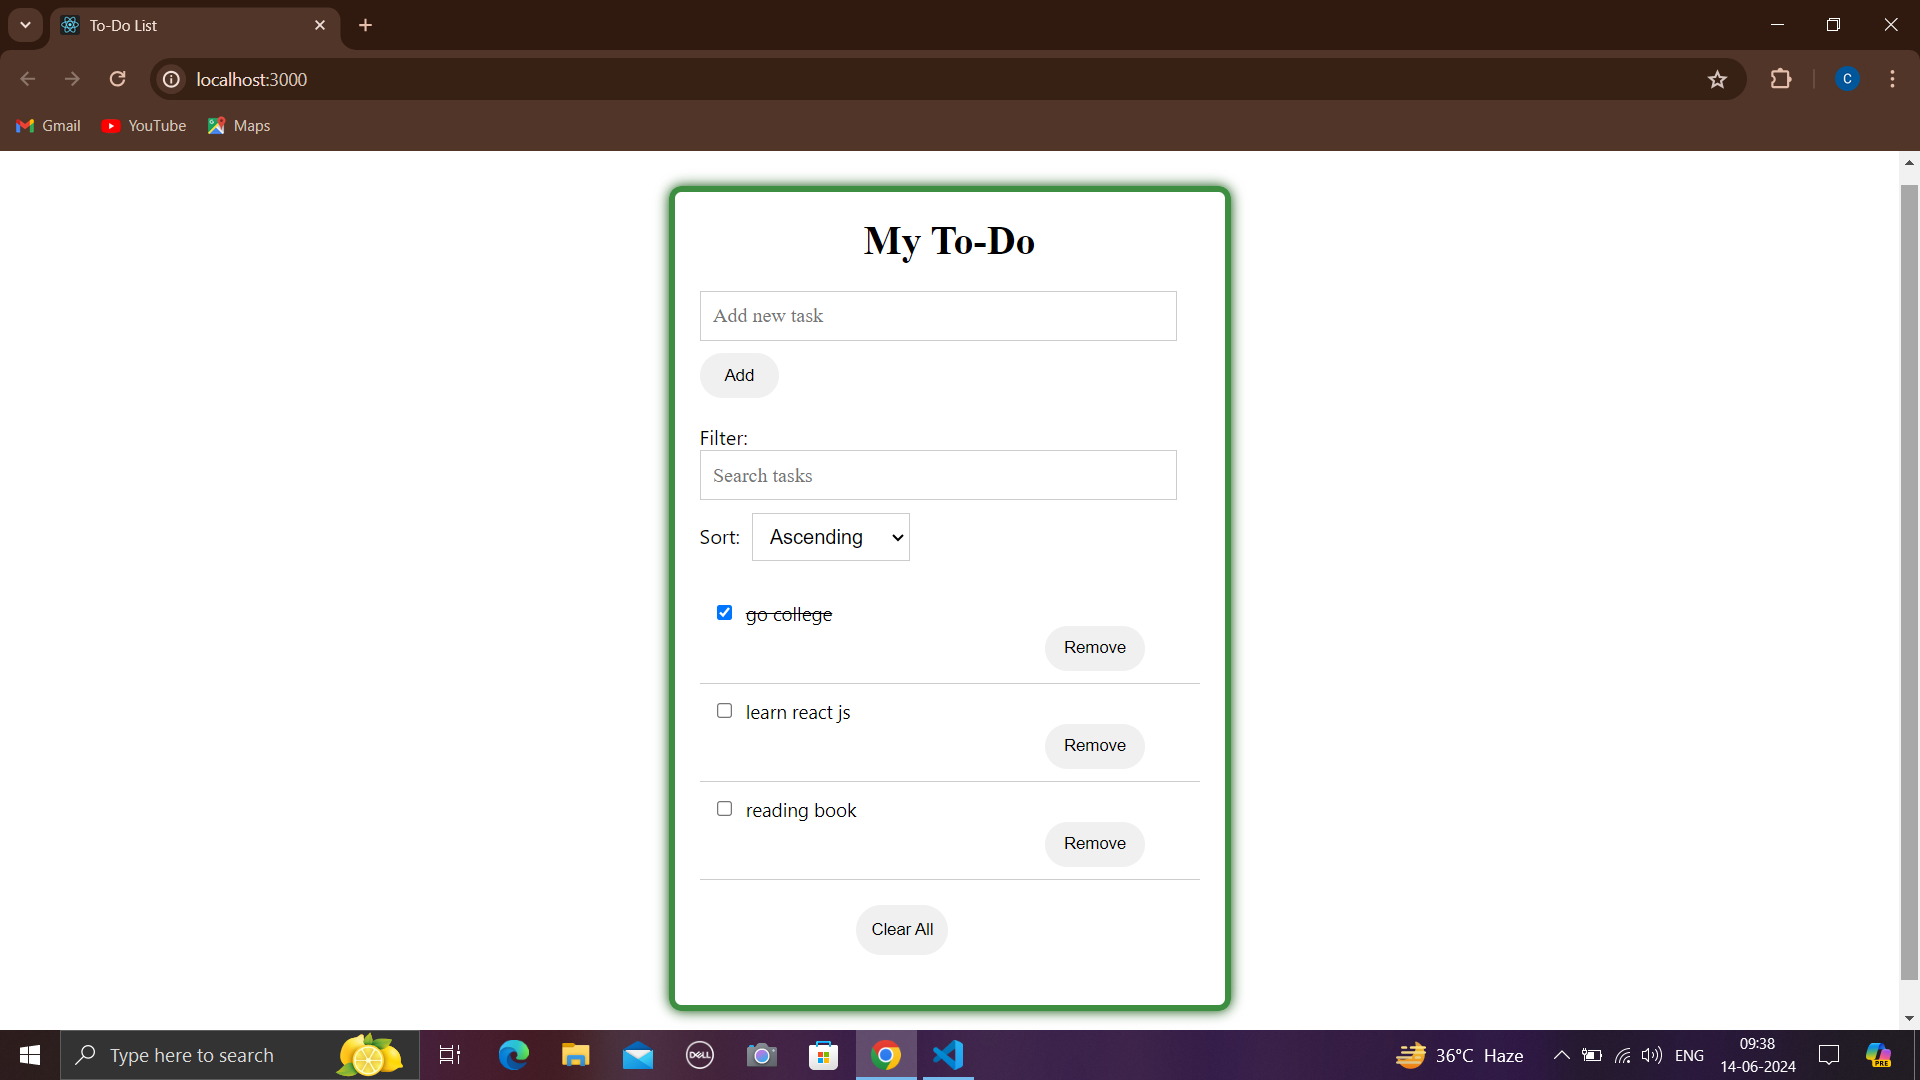 To-Do List
localhost:3000
C
Gmail YouTube Maps
My To-Do
Add new task
Add
Filter:
Search tasks
Sort: Ascending
go college
Remove
learn react js
Remove
reading book
Remove
Clear All
Type here to search
DELL
36°C Haze
ENG
09:38
14-06-2024
PRE